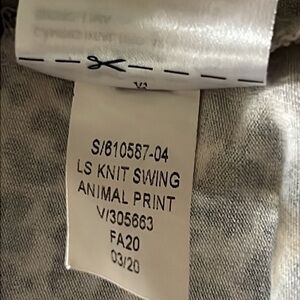 S/610587-04
LS KNIT SWING
ANIMAL PRINT
V/305663
FA20
03/20